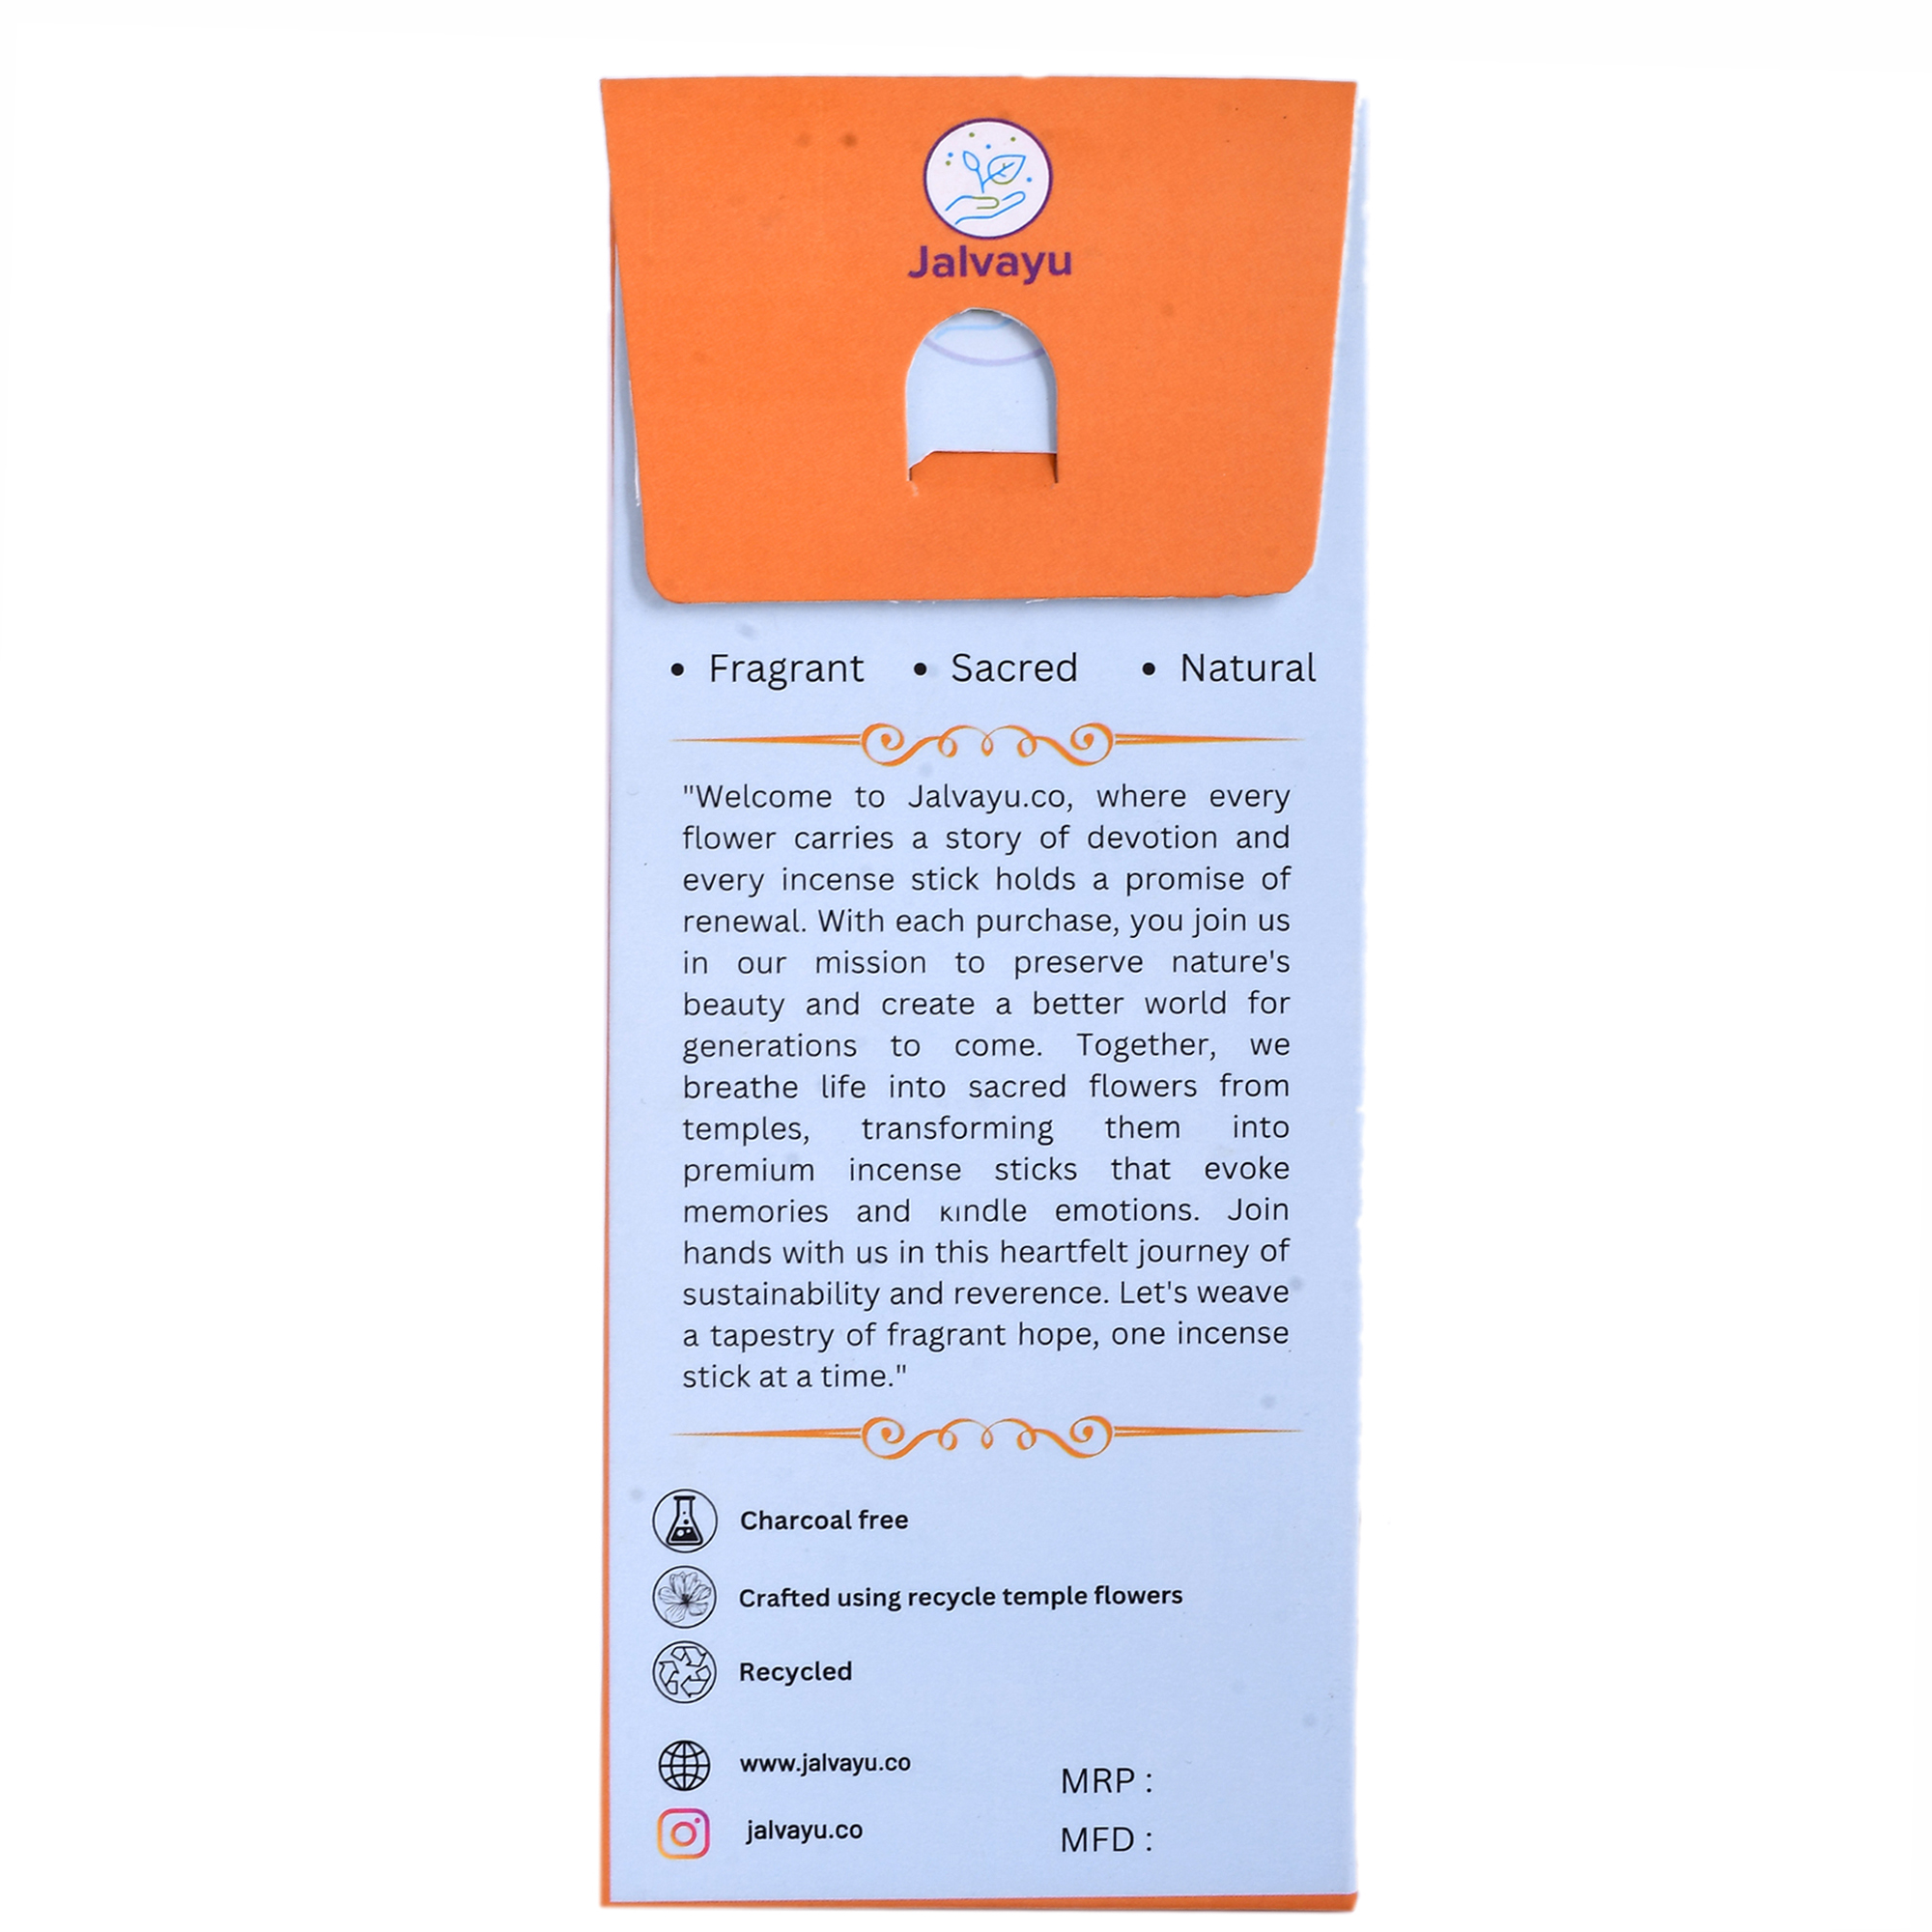 Jalvayu
• Fragrant • Sacred • Natural
"Welcome to Jalvayu.co, where every
flower carries a story of devotion and
every incense stick holds a promise of
renewal. With each purchase, you join us
in our mission to preserve nature's
beauty and create a better world for
generations to come. Together, we
breathe life into sacred flowers from
temples, transforming them into
premium incense sticks that evoke
memories and kindle emotions. Join
hands with us in this heartfelt journey of
sustainability and reverence. Let's weave
a tapestry of fragrant hope, one incense
stick at a time."
Charcoal free
Crafted using recycle temple flowers
Recycled
www.jalvayu.co
MRP :
jalvayu.co
MFD :